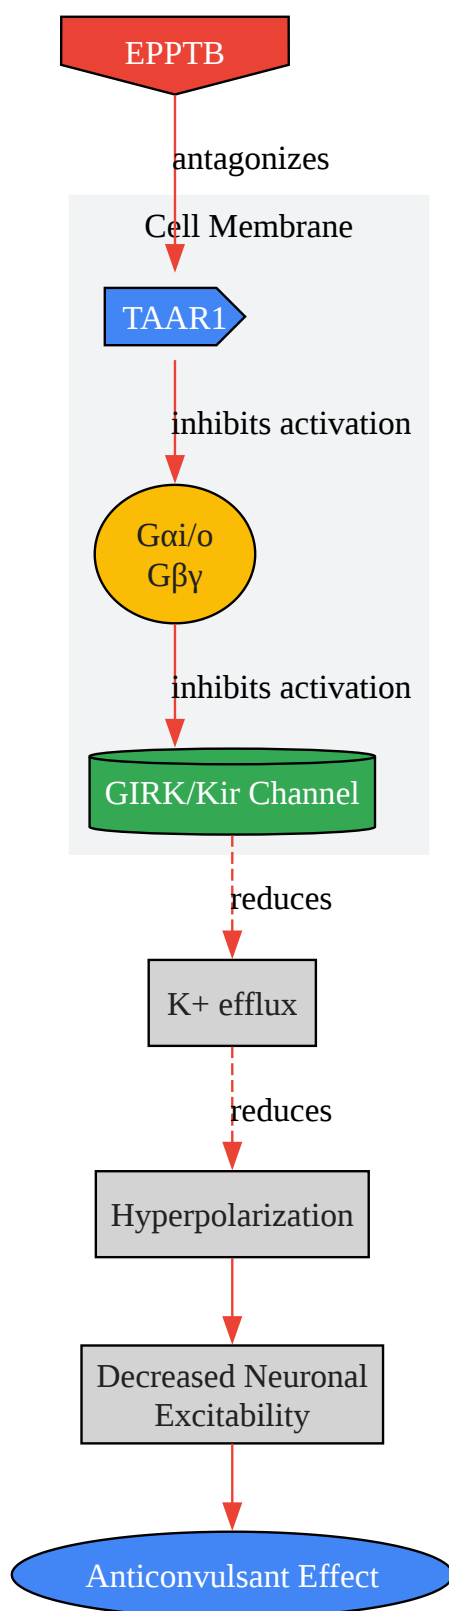 EPPTB
antagonizes
Cell Membrane
TAAR1
inhibits activation
Gαi/o
Gβγ
inhibits activation
GIRK/Kir Channel
reduces
K+ efflux
reduces
Hyperpolarization
Decreased Neuronal
Excitability
Anticonvulsant Effect